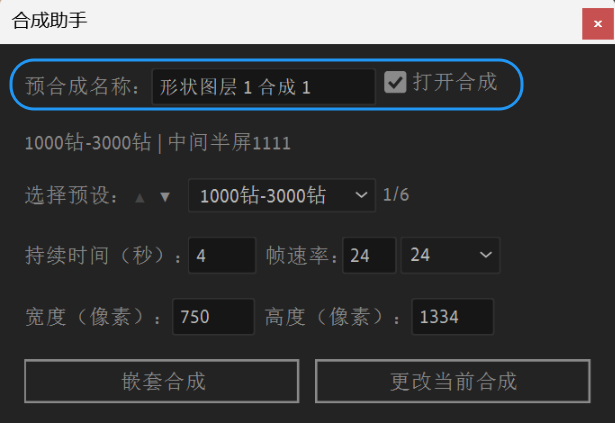 合成助手
预合成名称： 形状图层 1 合成 1 打开合成
1000钻-3000钻 | 中间半屏1111
选择预设： 1000钻-3000钻 1/6
持续时间（秒）： 4 帧速率： 24 24
宽度（像素）： 750 高度（像素）： 1334
嵌套合成 更改当前合成